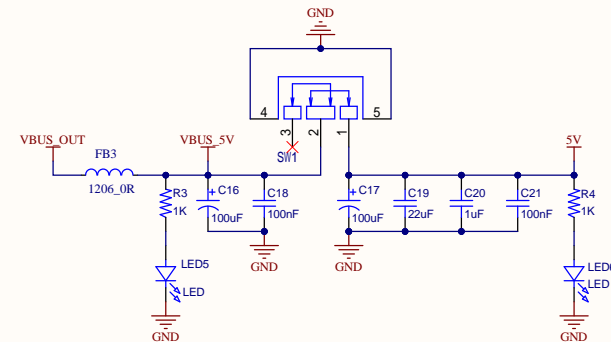 GND
4
5
3
2
1
SW1
VBUS_OUT
VBUS_5V
5V
FB3
1206_0R
R3
1K
+
C16
100uF
C18
100nF
+
C17
100uF
C19
22uF
C20
1uF
C21
100nF
R4
1K
GND
GND
LED5
LED
LED
GND
GND